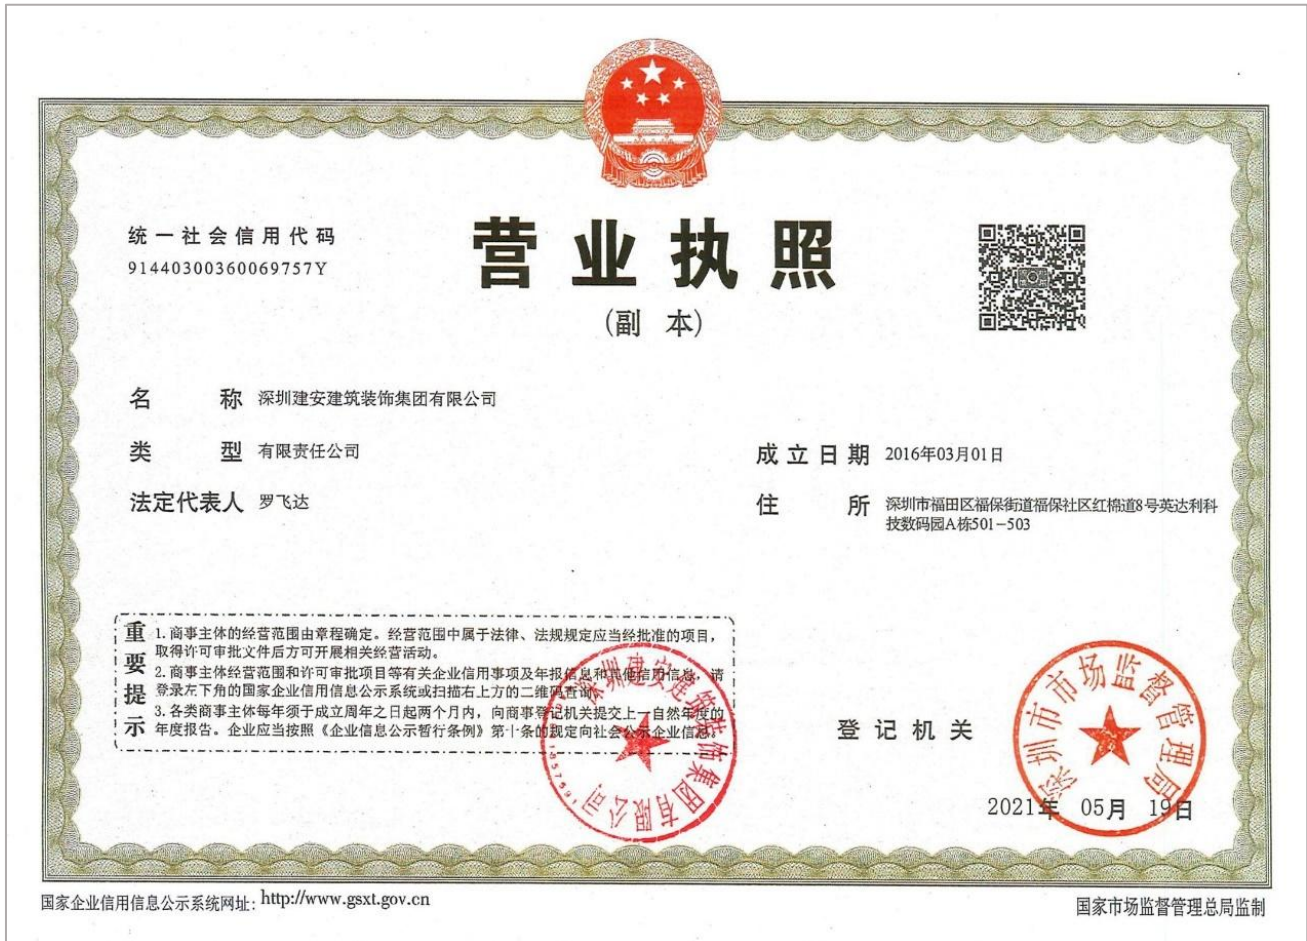 统一社会信用代码
91440300360069757Y
营业执照
(副 本)
名 称 深圳建安建筑装饰集团有限公司
类 型 有限责任公司
法定代表人 罗飞达
成立日期 2016年03月01日
住 所 深圳市福田区福保街道福保社区红棉道8号英达利科
技数码园A栋501-503
重要提示
1.商事主体的经营范围由章程确定。经营范围中属于法律、法规规定应当经批准的项目,
取得许可审批文件后方可开展相关经营活动。
2.商事主体经营范围和许可审批项目等有关企业信用事项及年报信息和其他信用信息,请
登录左下角的国家企业信用信息公示系统或扫描右上方的二维码查询。
3.各类商事主体每年须于成立周年之日起两个月内,向商事登记机关提交上一自然年度的
年度报告。企业应当按照《企业信息公示暂行条例》第十条的规定向社会公示企业信息。
深圳建安建筑装饰集团有限公司
登记机关
深圳市市场监督管理局
2021年 05月 19日
国家企业信用信息公示系统网址: http://www.gsxt.gov.cn
国家市场监督管理总局监制